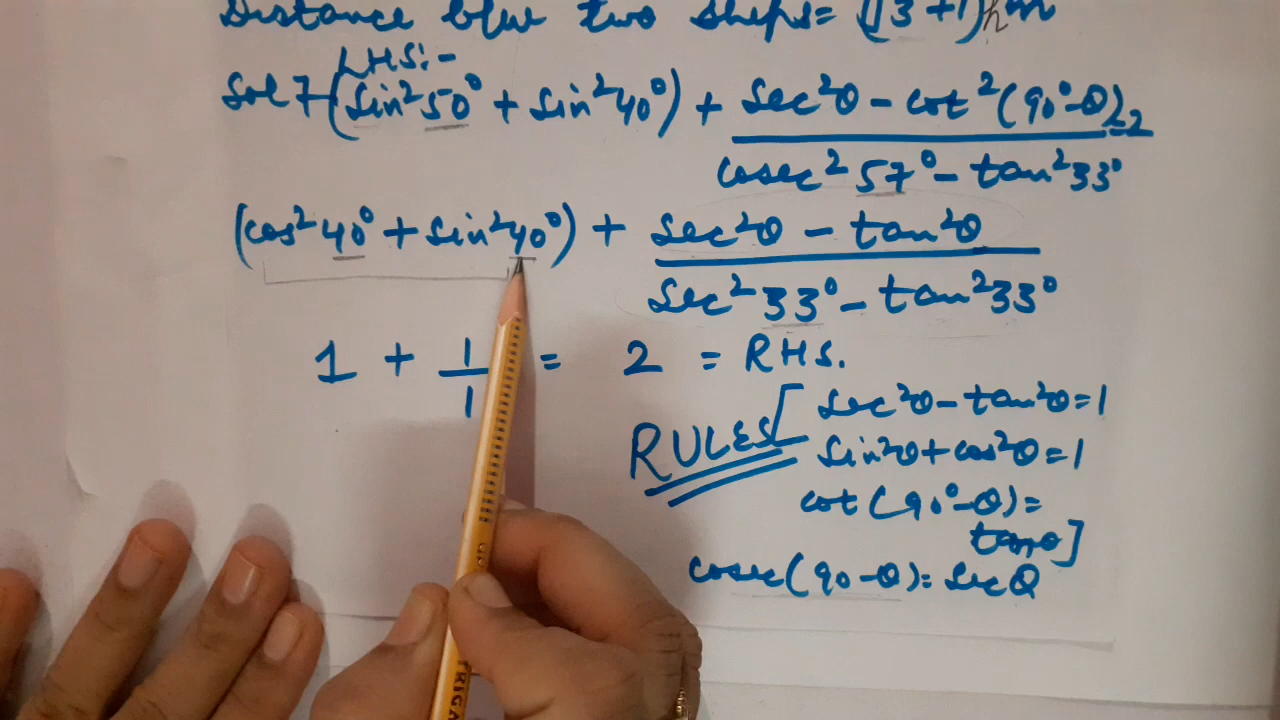 Distance b/w two ships = (√3 + 1) h m
LHS:-
Sol 7 (sin²50° + sin²40°) + sec²θ - cot²(90°-θ) = 2
cosec²57° - tan²33°
(cos²40° + sin²40°) + sec²θ - tan²θ
sec²33° - tan²33°
1 + 1/1 = 2 = RHS.
RULES [ sec²θ - tan²θ = 1
sin²θ + cos²θ = 1
cot (90°-θ) =
tanθ ]
cosec (90-θ) = secθ
TRIGA